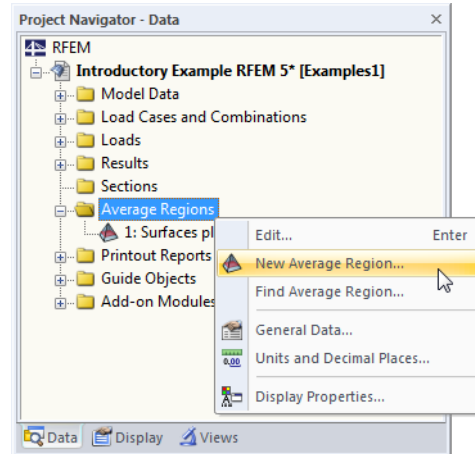 Project Navigator - Data
RFEM
Introductory Example RFEM 5* [Examples1]
Model Data
Load Cases and Combinations
Loads
Results
Sections
Average Regions
1: Surfaces pl
Printout Reports
Guide Objects
Add-on Modules
Edit... Enter
New Average Region...
Find Average Region...
General Data...
0.00 Units and Decimal Places...
Display Properties...
Data Display Views